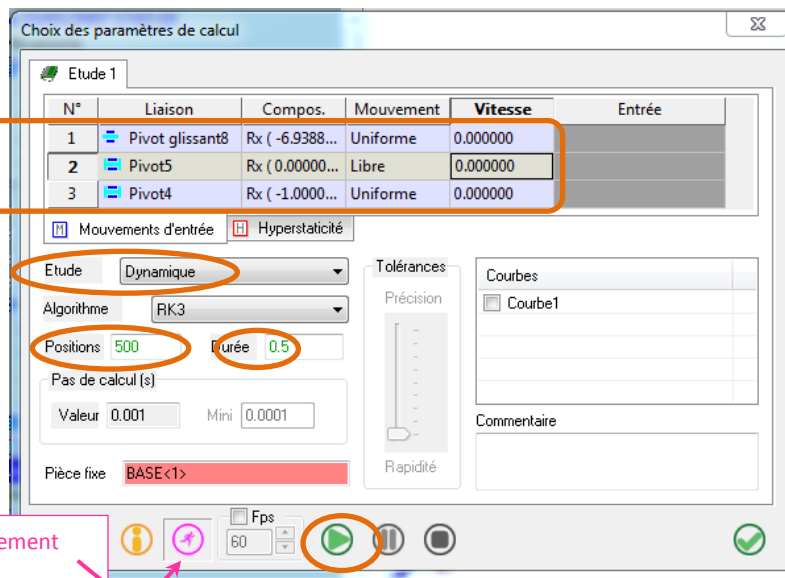 Choix des paramètres de calcul
Etude 1
N° Liaison Compos. Mouvement Vitesse Entrée
1 Pivot glissant8 Rx ( -6.9388... Uniforme 0.000000
2 Pivot5 Rx ( 0.00000... Libre 0.000000
3 Pivot4 Rx ( -1.0000... Uniforme 0.000000
M Mouvements d'entrée H Hyperstaticité
Etude Dynamique
Algorithme RK3
Positions 500 Durée 0.5
Pas de calcul (s)
Valeur 0.001 Mini 0.0001
Pièce fixe BASE<1>
Tolérances
Précision
Rapidité
Courbes
Courbe1
Commentaire
Fps
60